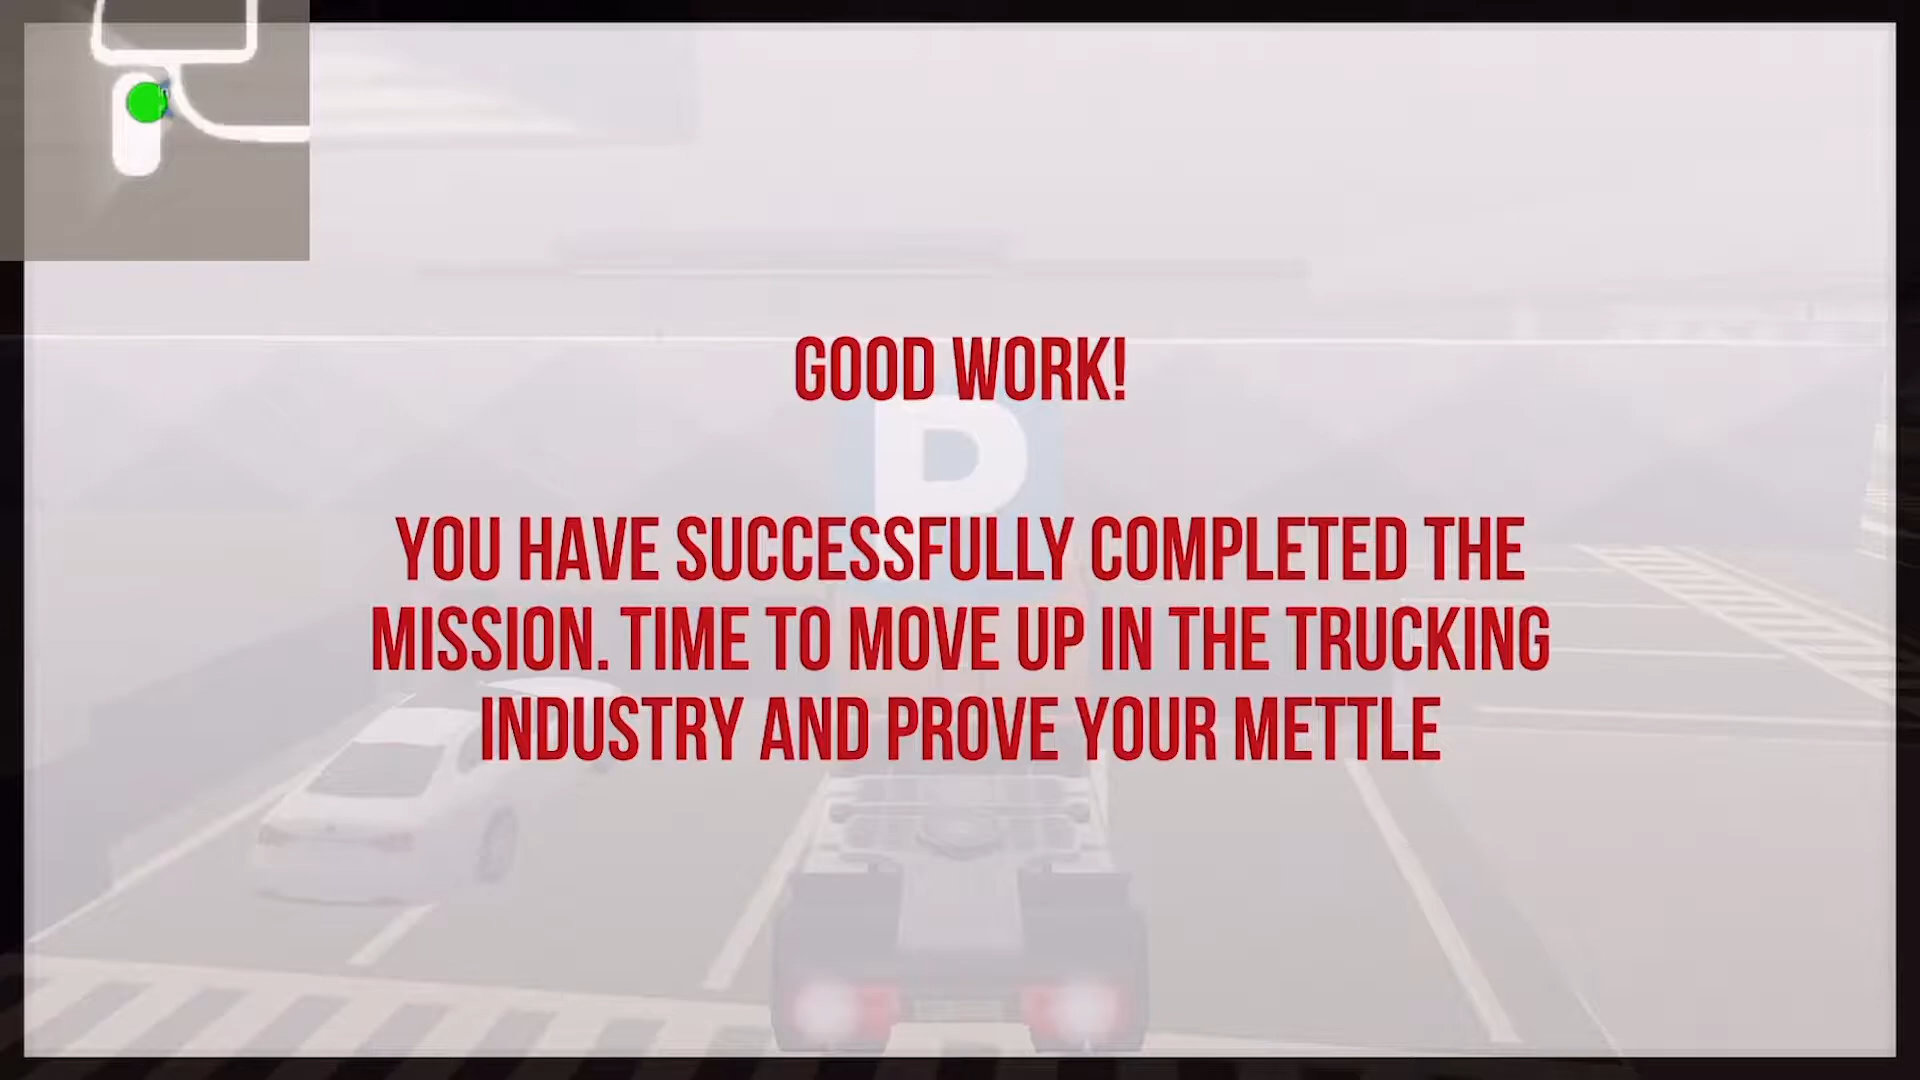 GOOD WORK!
P
YOU HAVE SUCCESSFULLY COMPLETED THE
MISSION. TIME TO MOVE UP IN THE TRUCKING
INDUSTRY AND PROVE YOUR METTLE